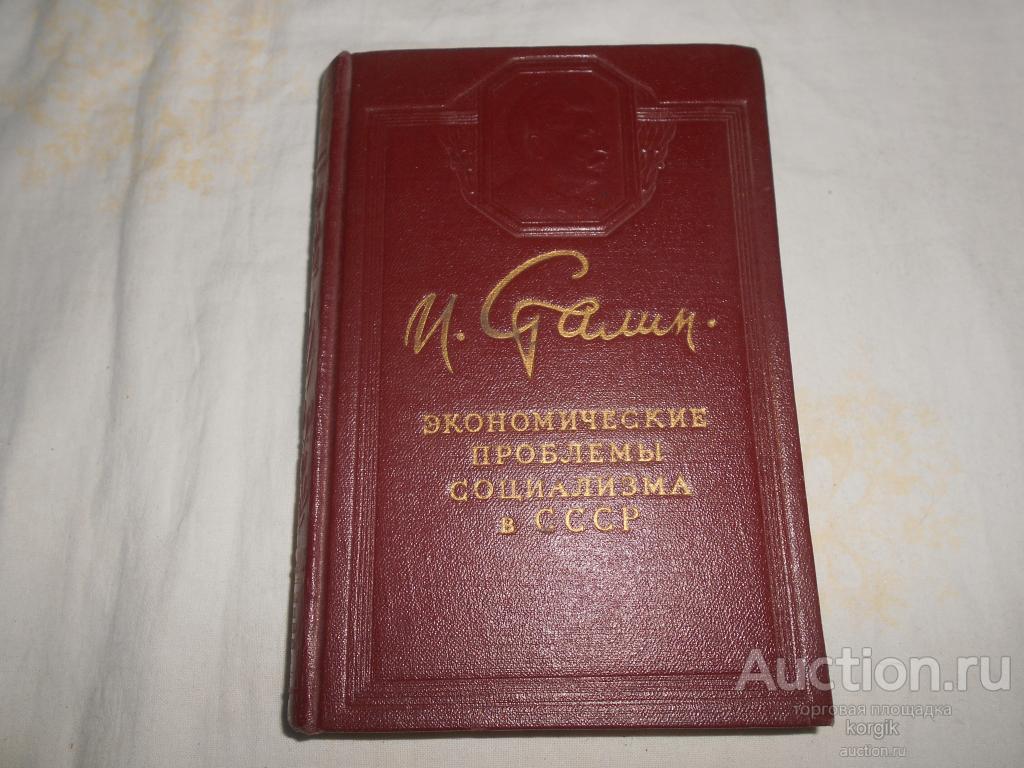 И. Сталин.
ЭКОНОМИЧЕСКИЕ
ПРОБЛЕМЫ
СОЦИАЛИЗМА
в СССР
Auction.ru
торговая площадка
korgik
auction.ru